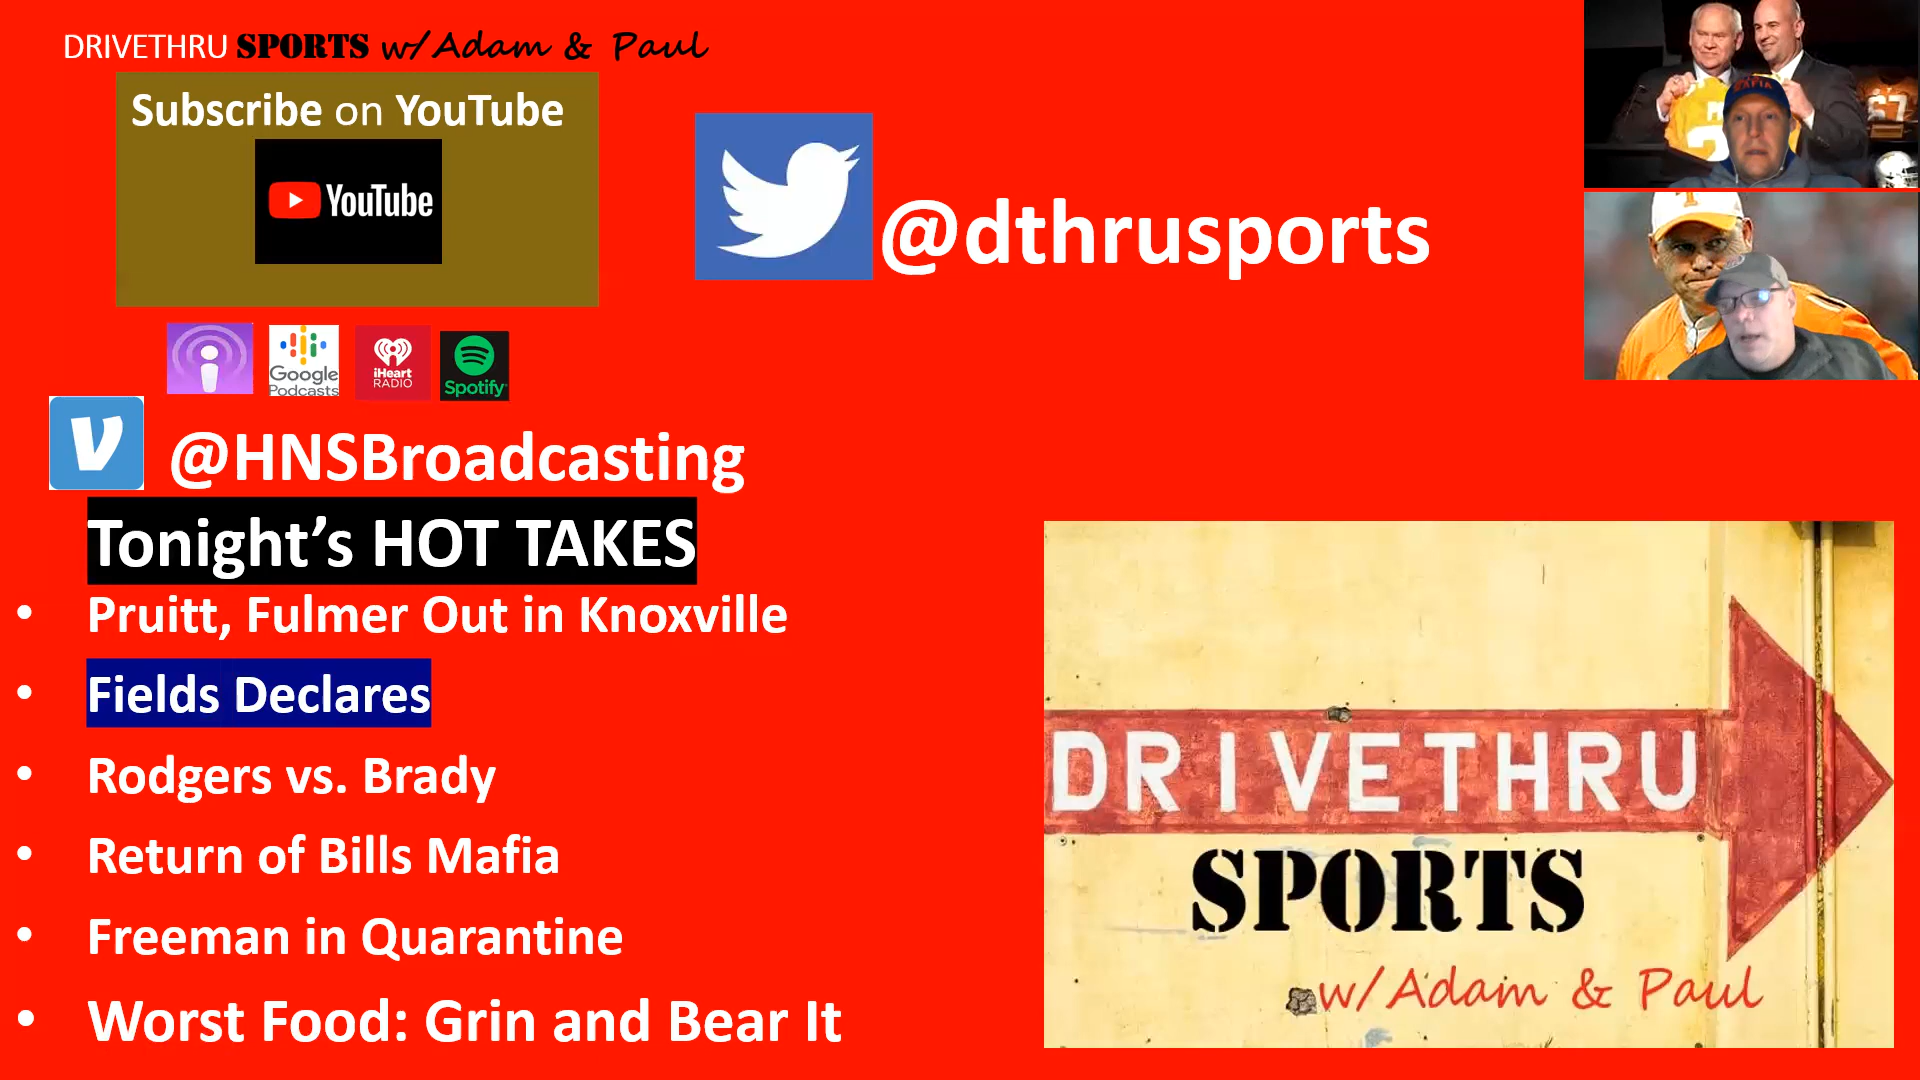 DRIVETHRU SPORTS w/Adam & Paul
Subscribe on YouTube
YouTube
@dthrusports
Google
Podcasts
iHeart
RADIO
Spotify
V
@HNSBroadcasting
Tonight's HOT TAKES
• Pruitt, Fulmer Out in Knoxville
• Fields Declares
• Rodgers vs. Brady
• Return of Bills Mafia
• Freeman in Quarantine
• Worst Food: Grin and Bear It
MAFIA
67
T
DRIVETHRU
SPORTS
w/Adam & Paul